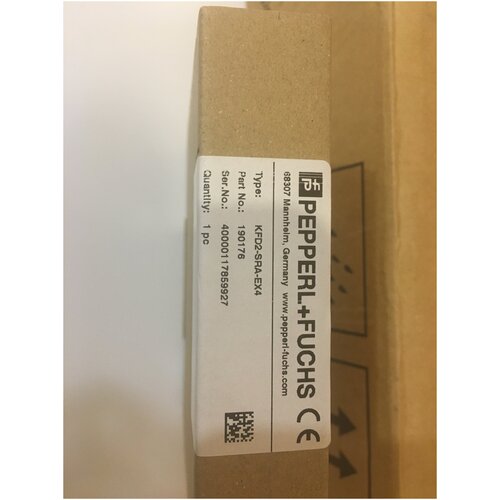 PEPPERL+FUCHS CE
68307 Mannheim, Germany www.pepperl-fuchs.com
Type: KFD2-SRA-EX4
Part No.: 190176
Ser.No.: 40000117859927
Quantity: 1 pc